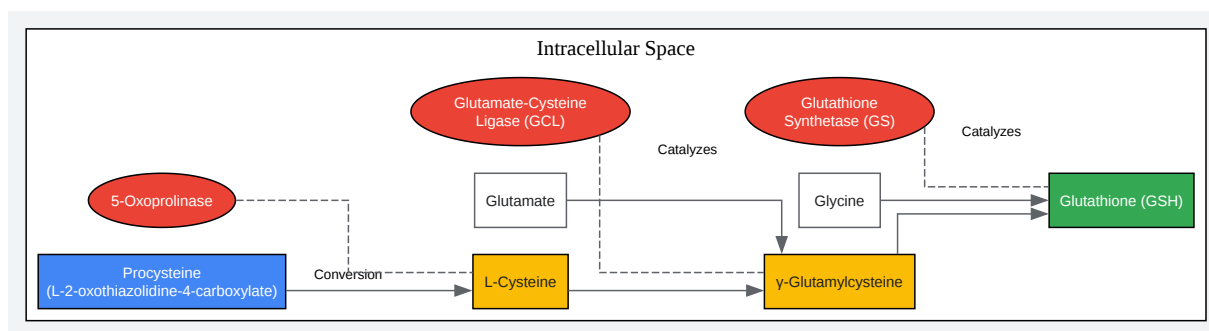 Intracellular Space
Glutamate-Cysteine
Ligase (GCL)
Glutathione
Synthetase (GS)
Catalyzes
Catalyzes
5-Oxoprolinase
Glutamate
Glycine
Glutathione (GSH)
Procysteine
(L-2-oxothiazolidine-4-carboxylate)
Conversion
L-Cysteine
γ-Glutamylcysteine